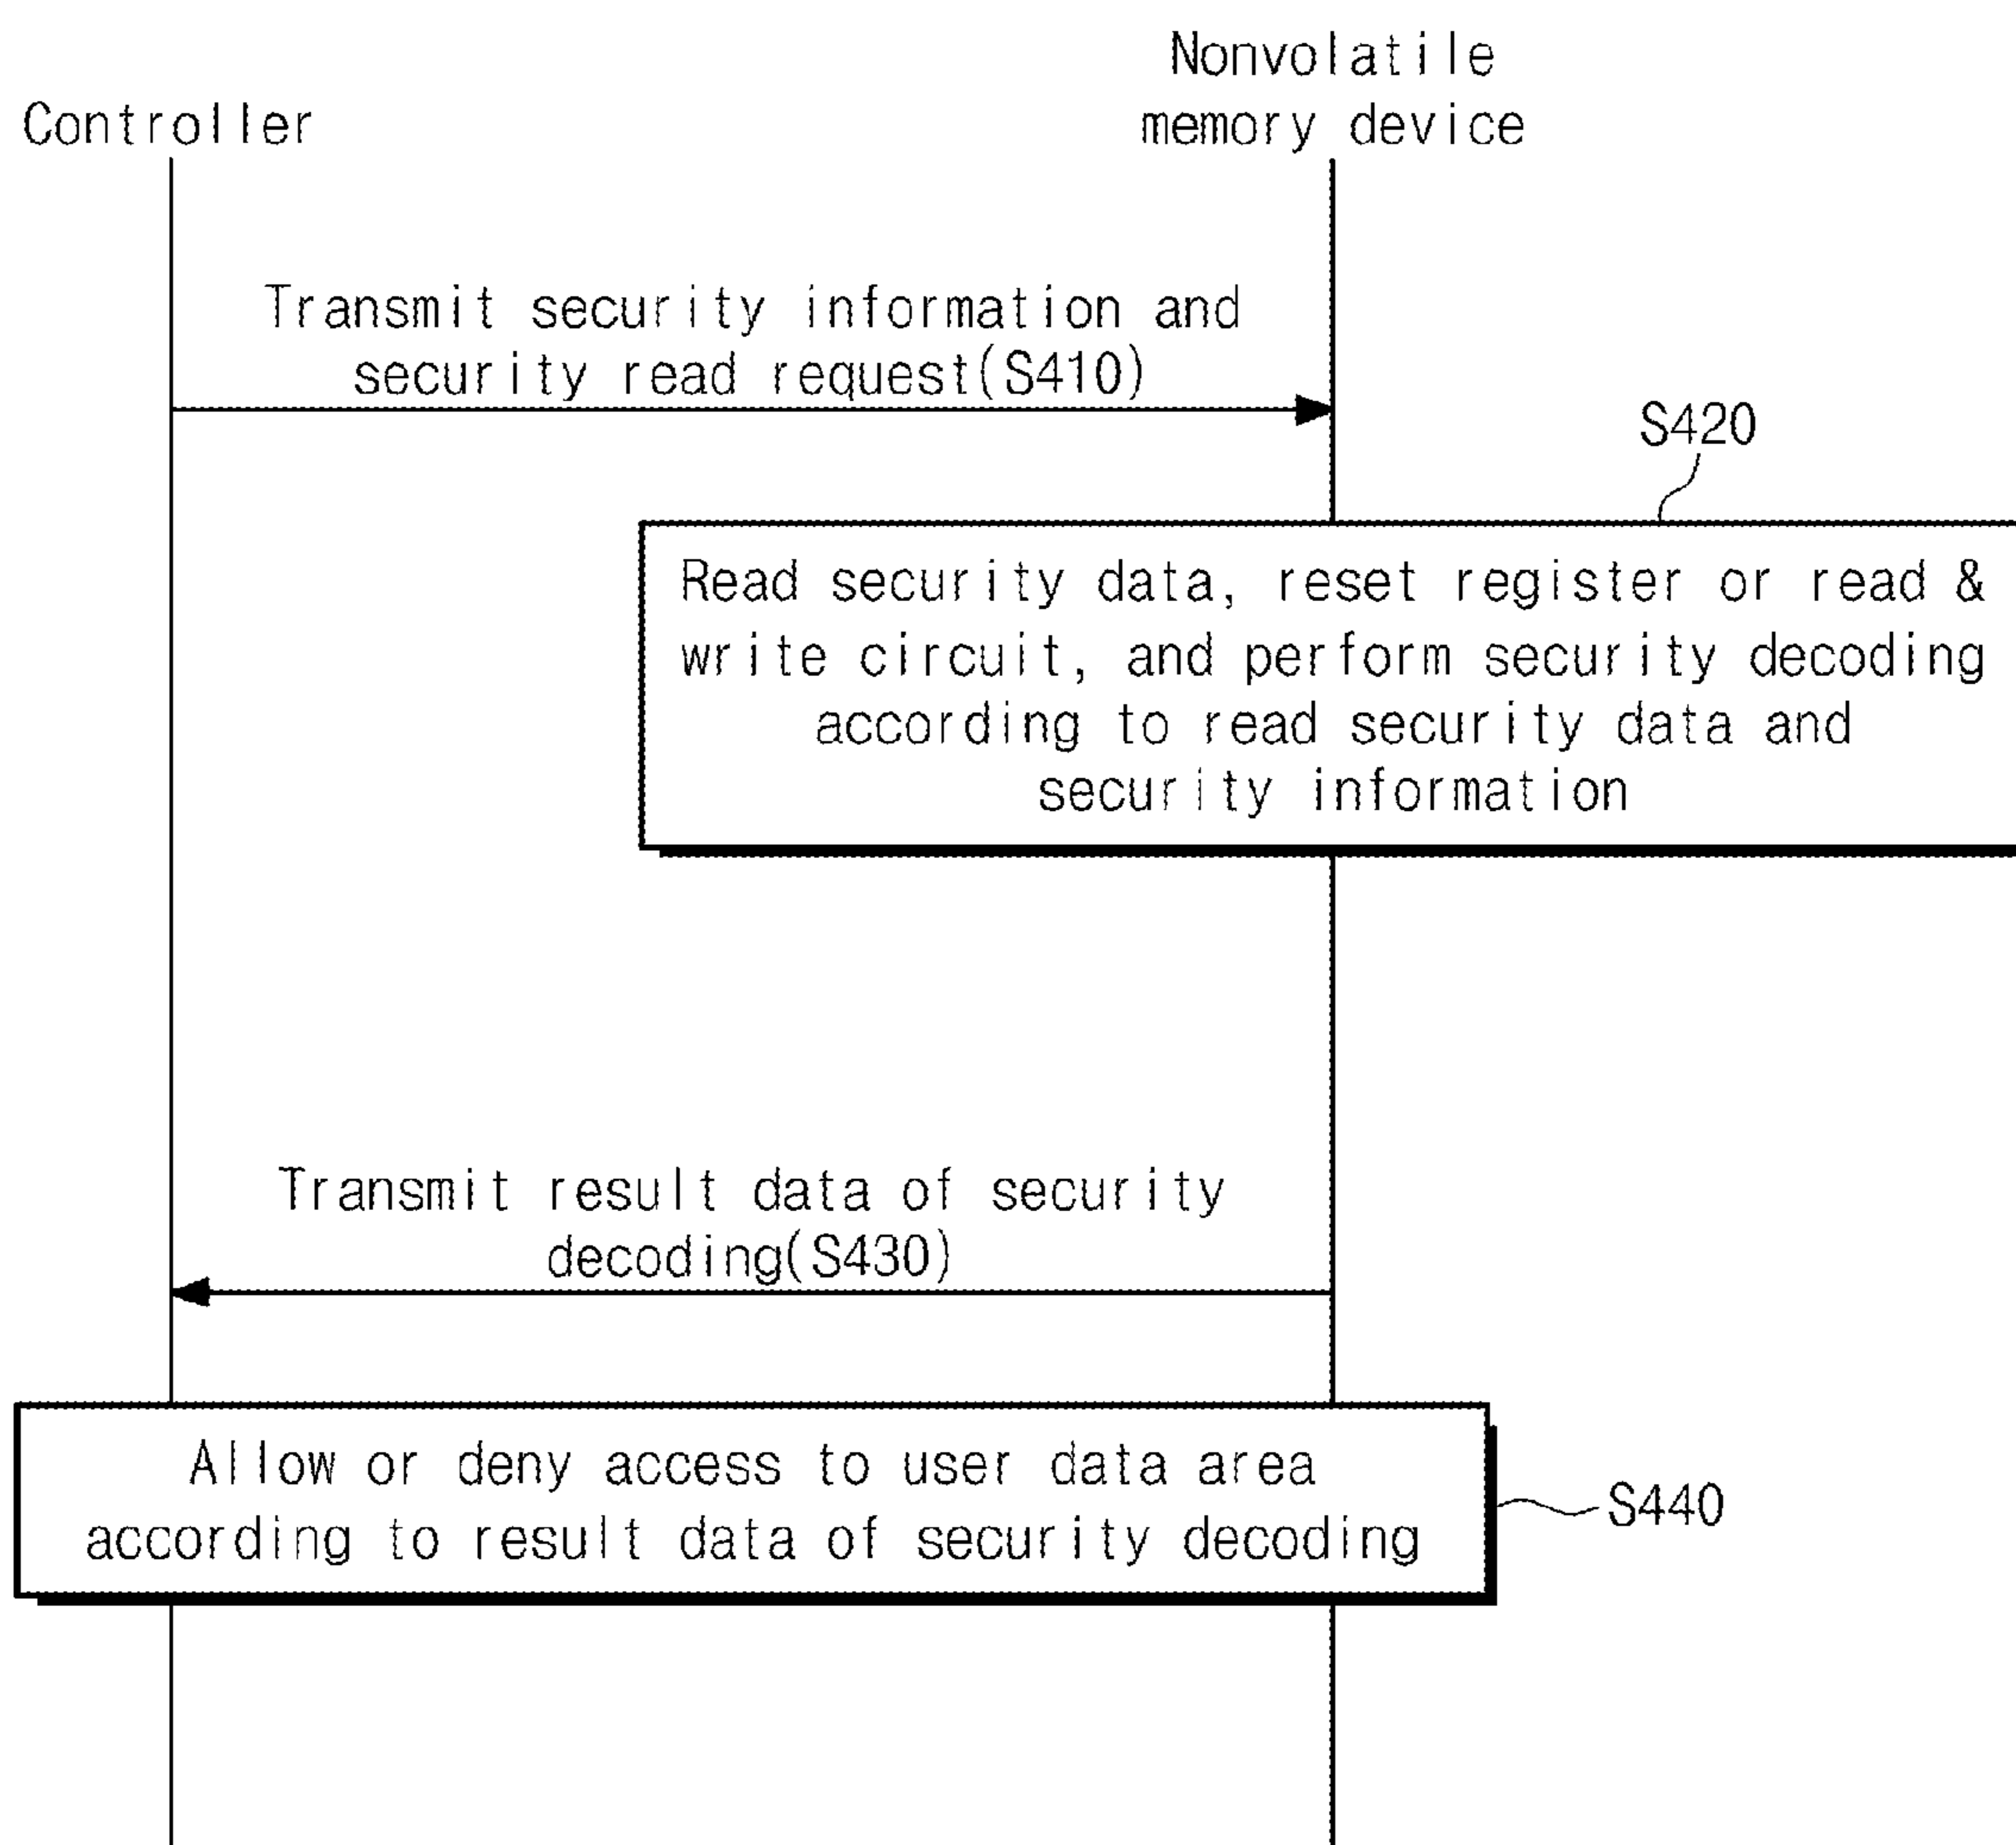 Nonvolatile
memory device
Controller
Transmit security information and
security read request(S410)
S420
Read security data, reset register or read &
write circuit, and perform security decoding
according to read security data and
security information
Transmit result data of security
decoding(S430)
Allow or deny access to user data area
according to result data of security decoding
S440